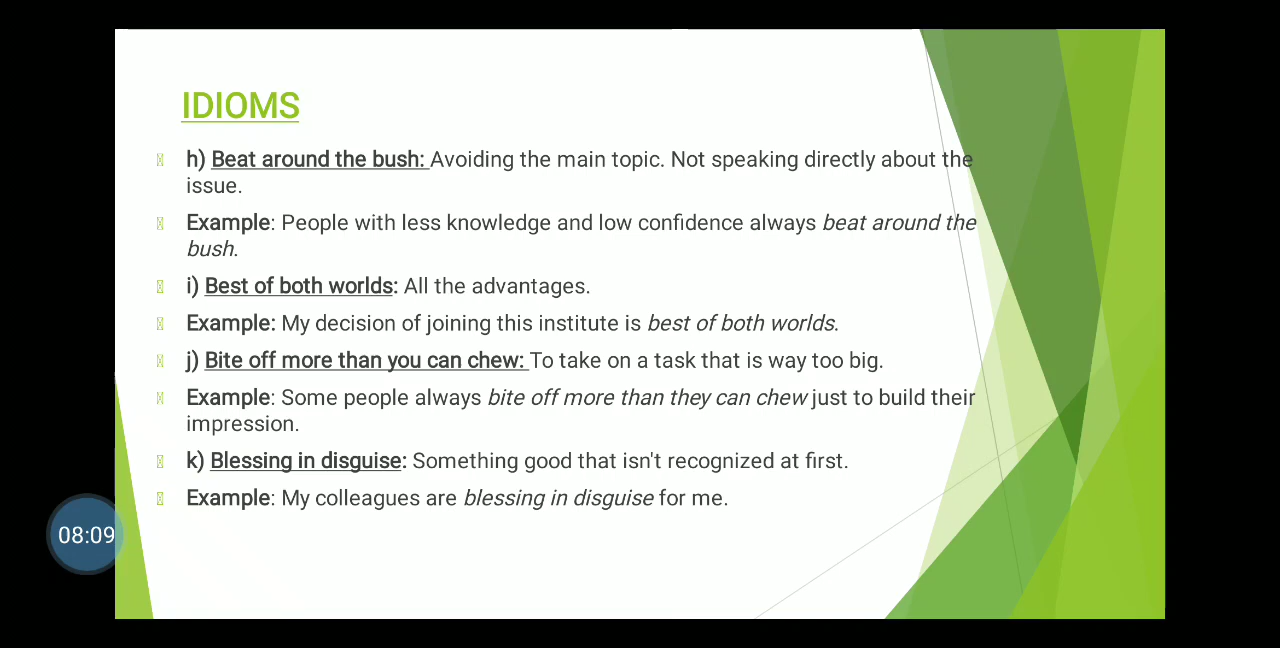 IDIOMS
h) Beat around the bush: Avoiding the main topic. Not speaking directly about the
issue.
Example: People with less knowledge and low confidence always beat around the
bush.
i) Best of both worlds: All the advantages.
Example: My decision of joining this institute is best of both worlds.
j) Bite off more than you can chew: To take on a task that is way too big.
Example: Some people always bite off more than they can chew just to build their
impression.
k) Blessing in disguise: Something good that isn't recognized at first.
Example: My colleagues are blessing in disguise for me.
08:09